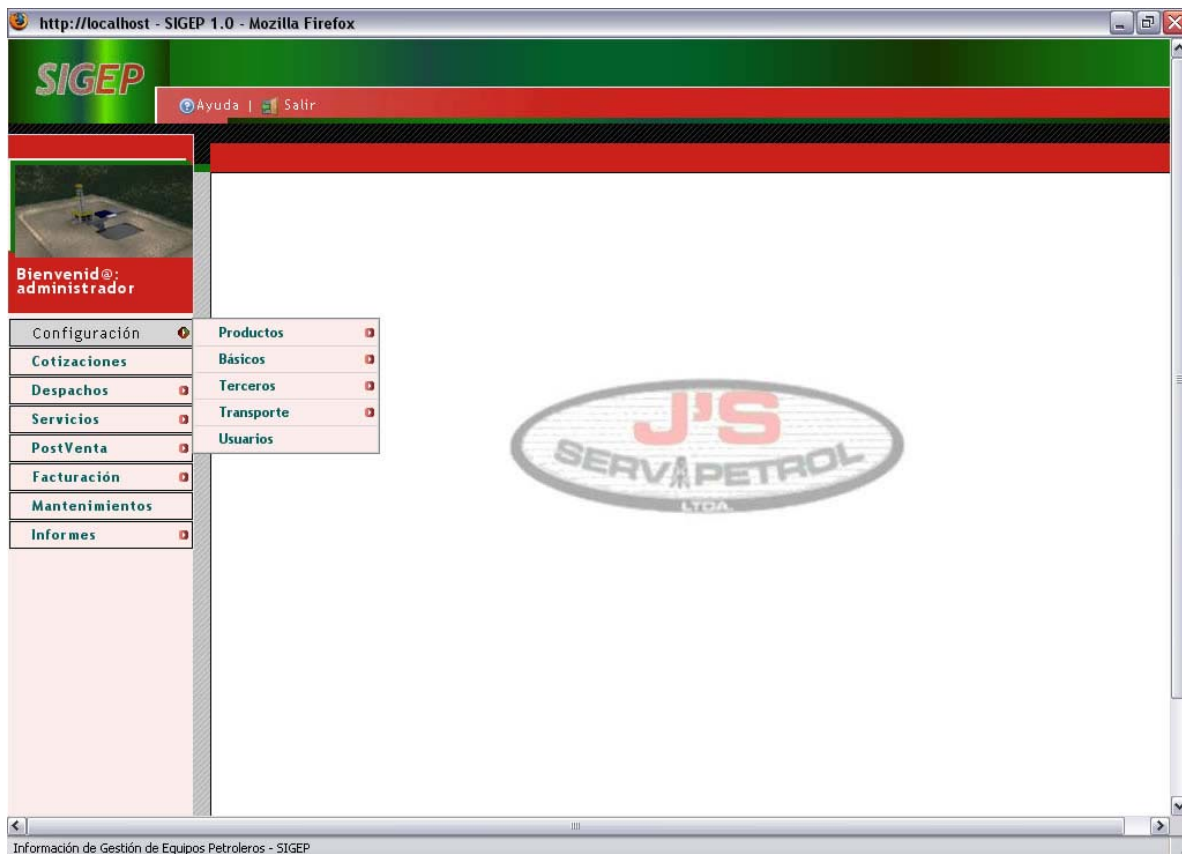 http://localhost - SIGEP 1.0 - Mozilla Firefox
SIGEP
Ayuda | Salir
Bienvenid@:
administrador
Configuración
Cotizaciones
Despachos
Servicios
PostVenta
Facturación
Mantenimientos
Informes
Productos
Básicos
Terceros
Transporte
Usuarios
J'S
SERVIPETROL
LTDA.
Información de Gestión de Equipos Petroleros - SIGEP